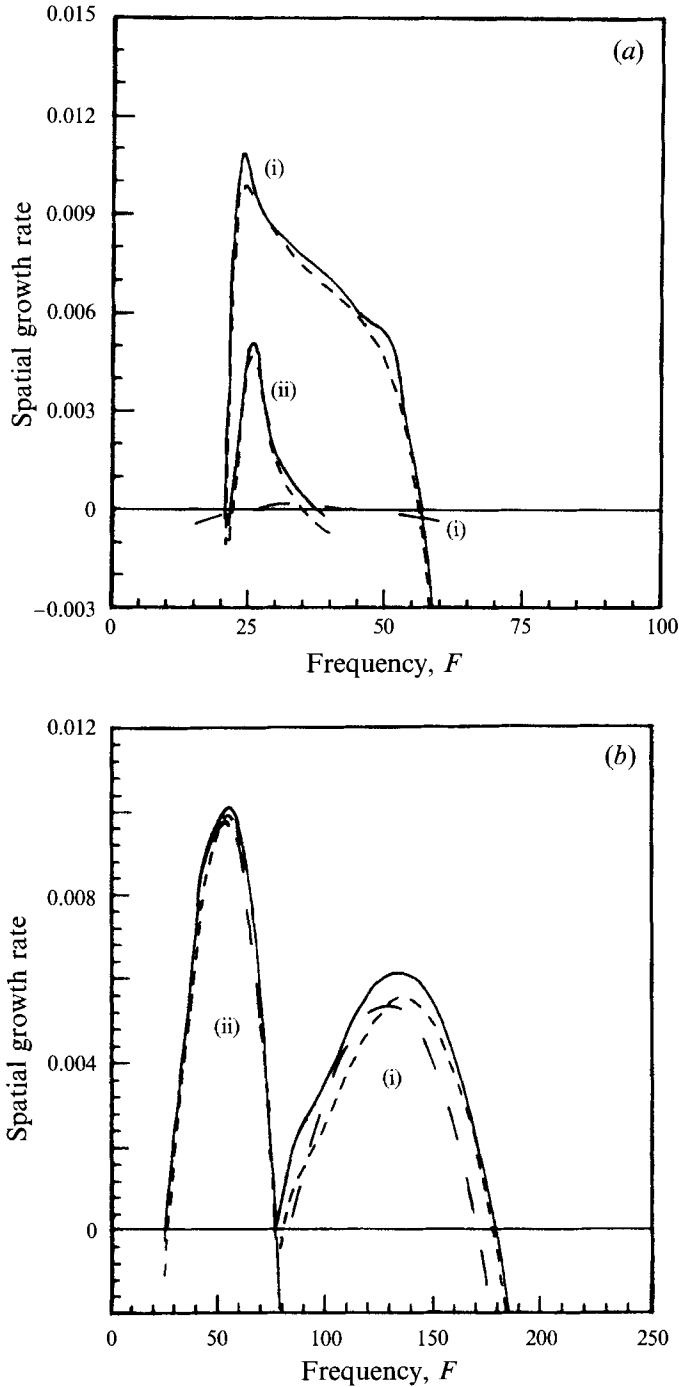 0.015
(a)
0.012
(i)
0.009
Spatial growth rate
0.006
(ii)
0.003
0
(i)
−0.003
0 25 50 75 100
Frequency, F
0.012
(b)
0.008
Spatial growth rate
(ii)
0.004
(i)
0
0 50 100 150 200 250
Frequency, F